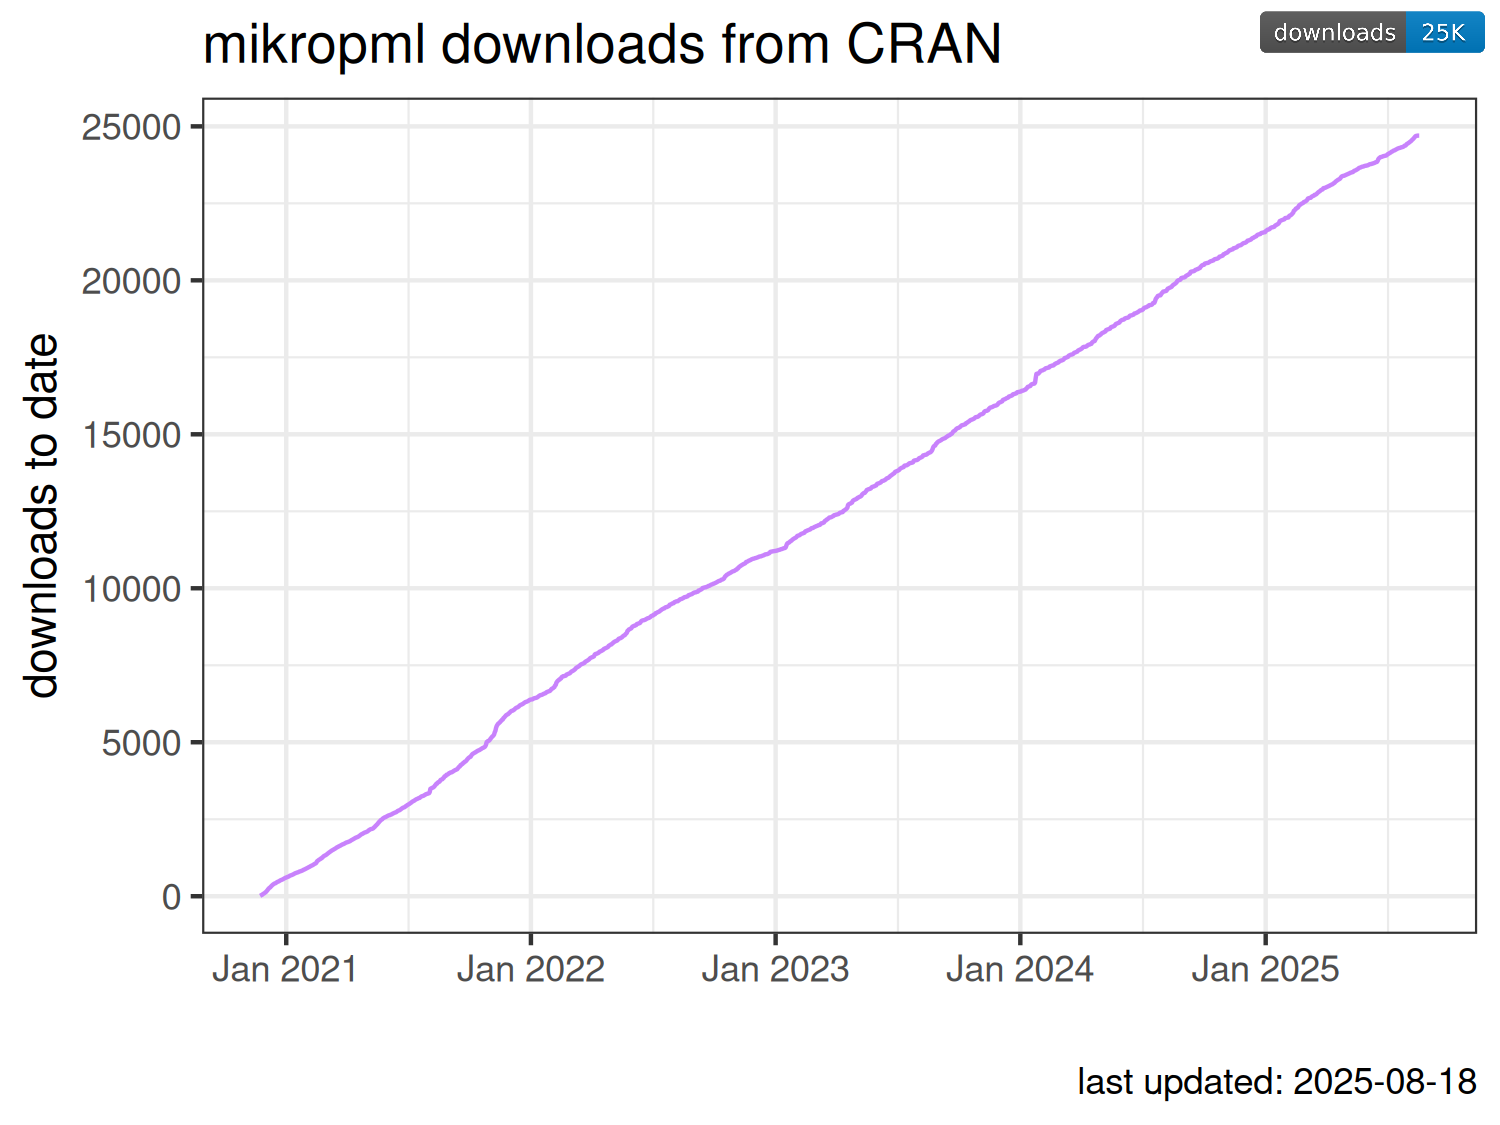 mikropml downloads from CRAN
downloads 25K
downloads to date
25000
20000
15000
10000
5000
0
Jan 2021 Jan 2022 Jan 2023 Jan 2024 Jan 2025
last updated: 2025-08-18